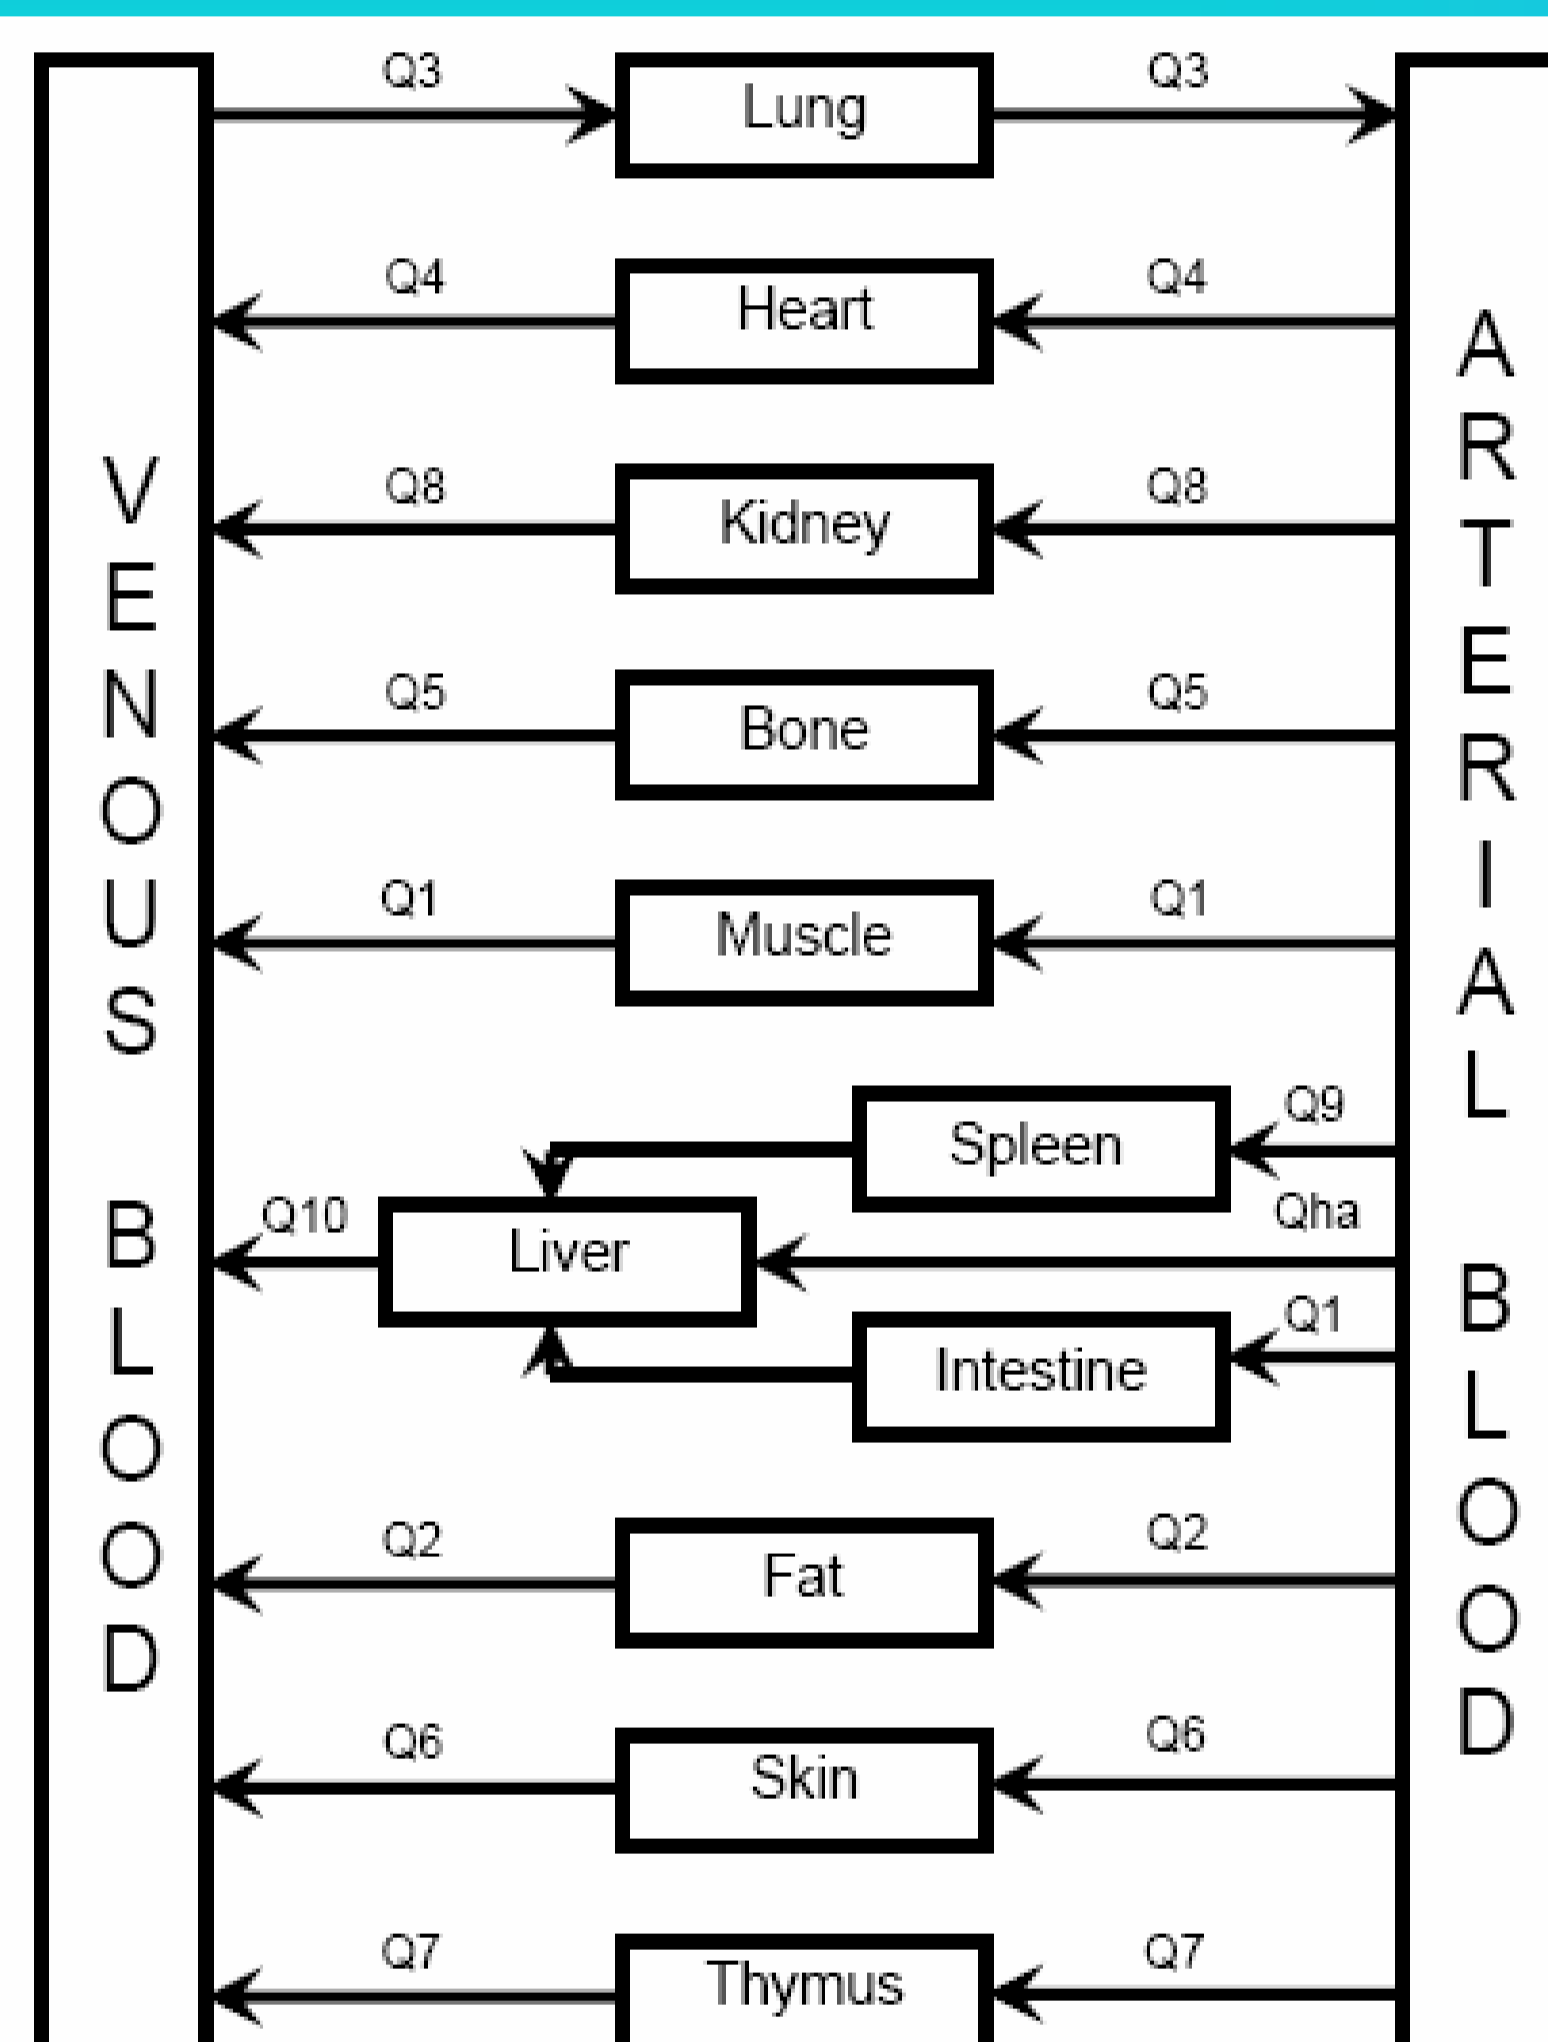 Q3
Lung
Q3
Q4
Heart
Q4
Q8
Kidney
Q8
Q5
Bone
Q5
Q1
Muscle
Q1
Spleen
Q9
Qha
Q10
Liver
Q1
Intestine
Q2
Fat
Q2
Q6
Skin
Q6
Q7
Thymus
Q7
VENOUS BLOOD
ARTERIAL BLOOD